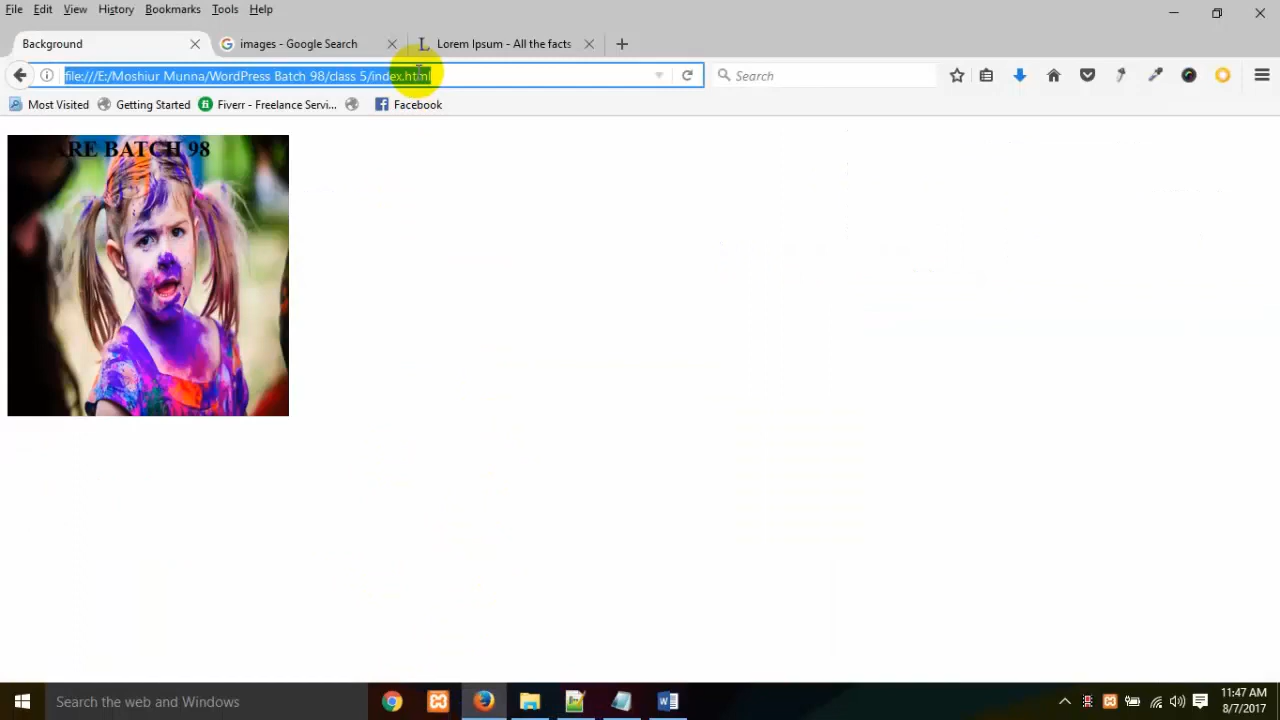 File Edit View History Bookmarks Tools Help
Background images - Google Search L Lorem Ipsum - All the facts
file:///E:/Moshiur Munna/WordPress Batch 98/class 5/index.html Search
Most Visited Getting Started Fiverr - Freelance Servi... Facebook
ARE BATCH 98
Search the web and Windows
11:47 AM
8/7/2017